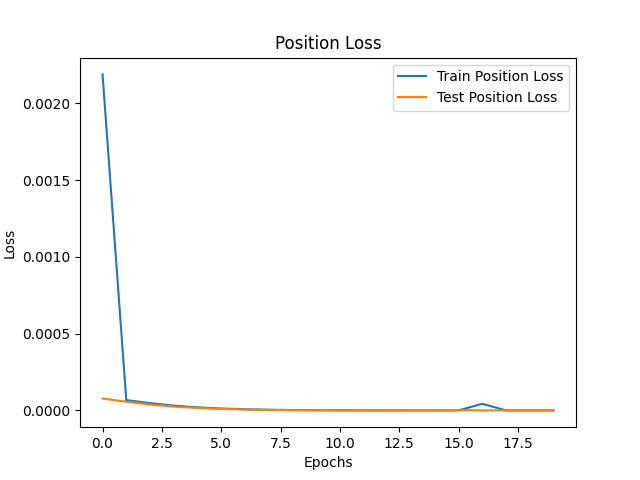 Position Loss
Train Position Loss
Test Position Loss
0.0020
0.0015
0.0010
0.0005
0.0000
Loss
0.0 2.5 5.0 7.5 10.0 12.5 15.0 17.5
Epochs